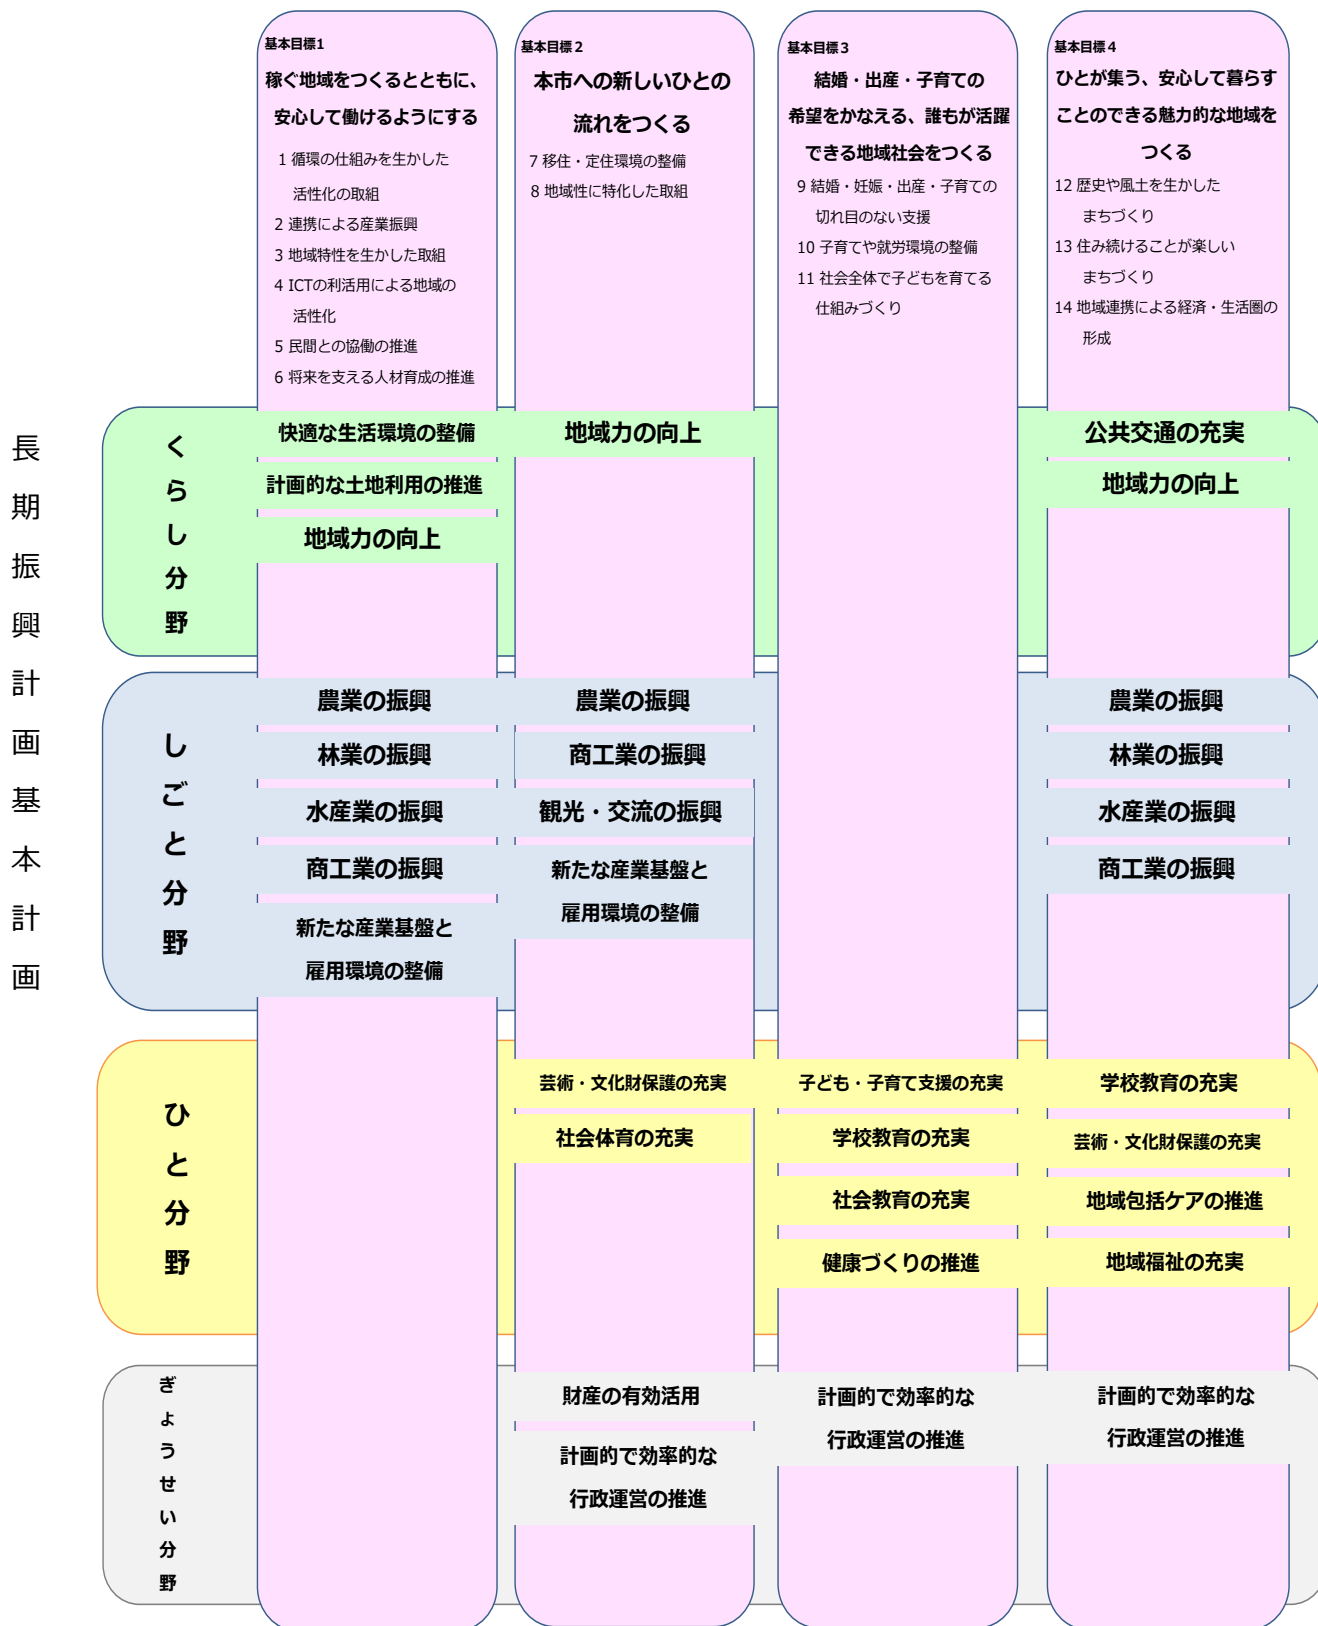 基本目標1
稼ぐ地域をつくるとともに、
安心して働けるようにする
1 循環の仕組みを生かした
活性化の取組
2 連携による産業振興
3 地域特性を生かした取組
4 ICTの利活用による地域の
活性化
5 民間との協働の推進
6 将来を支える人材育成の推進
基本目標2
本市への新しいひとの
流れをつくる
7 移住・定住環境の整備
8 地域性に特化した取組
基本目標3
結婚・出産・子育ての
希望をかなえる、誰もが活躍
できる地域社会をつくる
9 結婚・妊娠・出産・子育ての
切れ目のない支援
10 子育てや就労環境の整備
11 社会全体で子どもを育てる
仕組みづくり
基本目標4
ひとが集う、安心して暮らす
ことのできる魅力的な地域を
つくる
12 歴史や風土を生かした
まちづくり
13 住み続けることが楽しい
まちづくり
14 地域連携による経済・生活圏の
形成
長期振興計画基本計画
くらし分野
快適な生活環境の整備
計画的な土地利用の推進
地域力の向上
地域力の向上
公共交通の充実
地域力の向上
しごと分野
農業の振興
林業の振興
水産業の振興
商工業の振興
新たな産業基盤と
雇用環境の整備
農業の振興
商工業の振興
観光・交流の振興
新たな産業基盤と
雇用環境の整備
農業の振興
林業の振興
水産業の振興
商工業の振興
ひと分野
芸術・文化財保護の充実
社会体育の充実
子ども・子育て支援の充実
学校教育の充実
社会教育の充実
健康づくりの推進
学校教育の充実
芸術・文化財保護の充実
地域包括ケアの推進
地域福祉の充実
ぎょうせい分野
財産の有効活用
計画的で効率的な
行政運営の推進
計画的で効率的な
行政運営の推進
計画的で効率的な
行政運営の推進